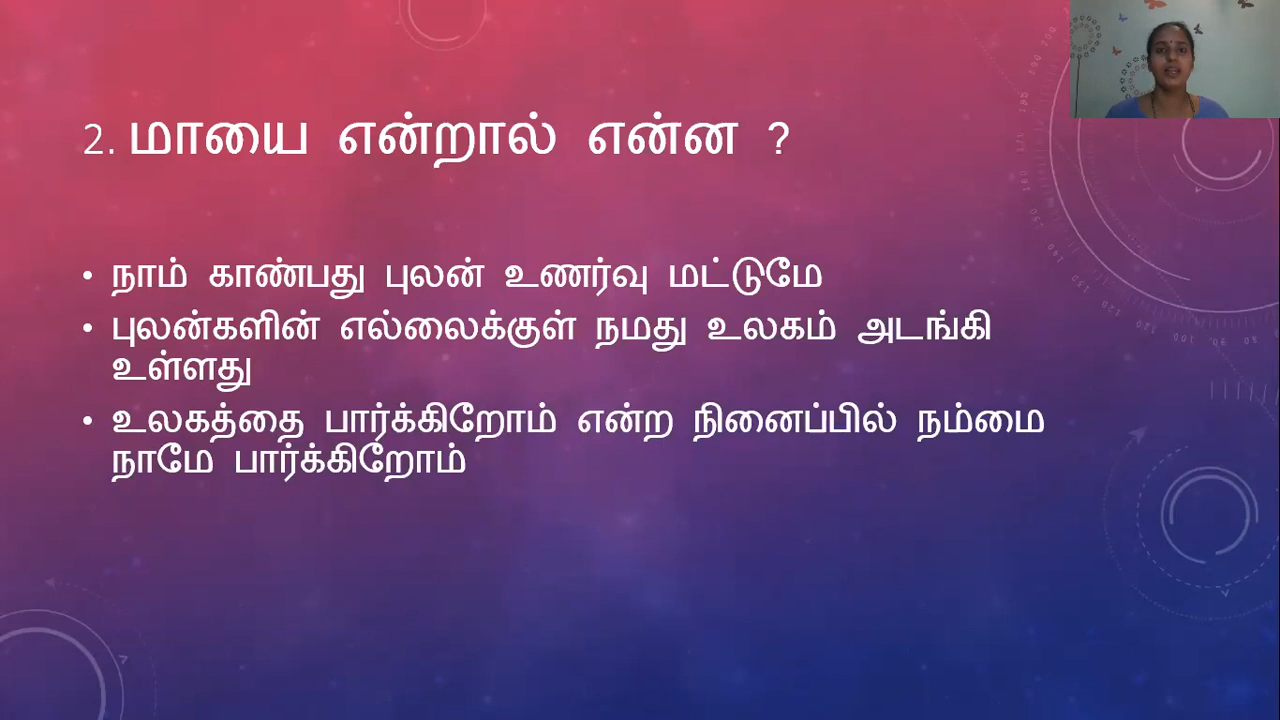 2. மாயை என்றால் என்ன ?
• நாம் காண்பது புலன் உணர்வு மட்டுமே
• புலன்களின் எல்லைக்குள் நமது உலகம் அடங்கி
உள்ளது
• உலகத்தை பார்க்கிறோம் என்ற நினைப்பில் நம்மை
நாமே பார்க்கிறோம்